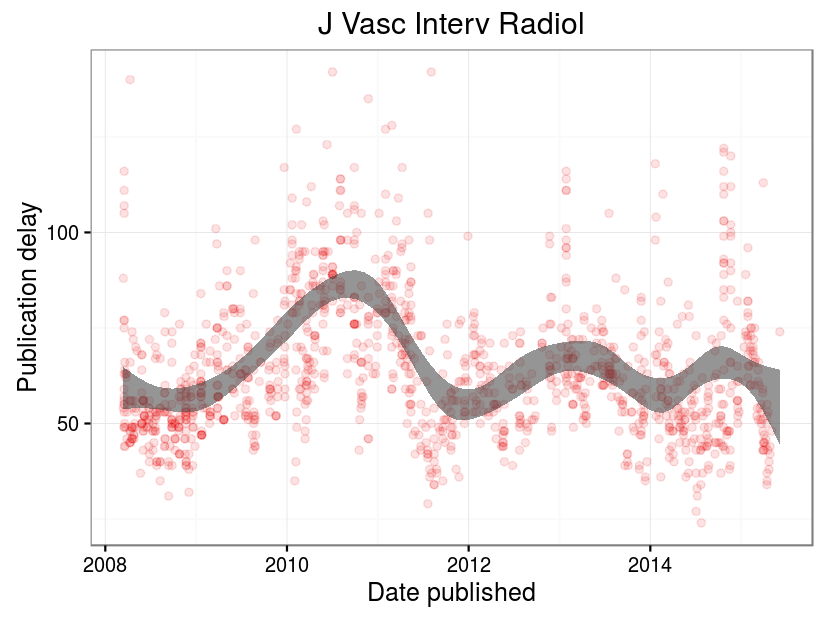 J Vasc Interv Radiol
Publication delay
100
50
2008
2010
2012
2014
Date published